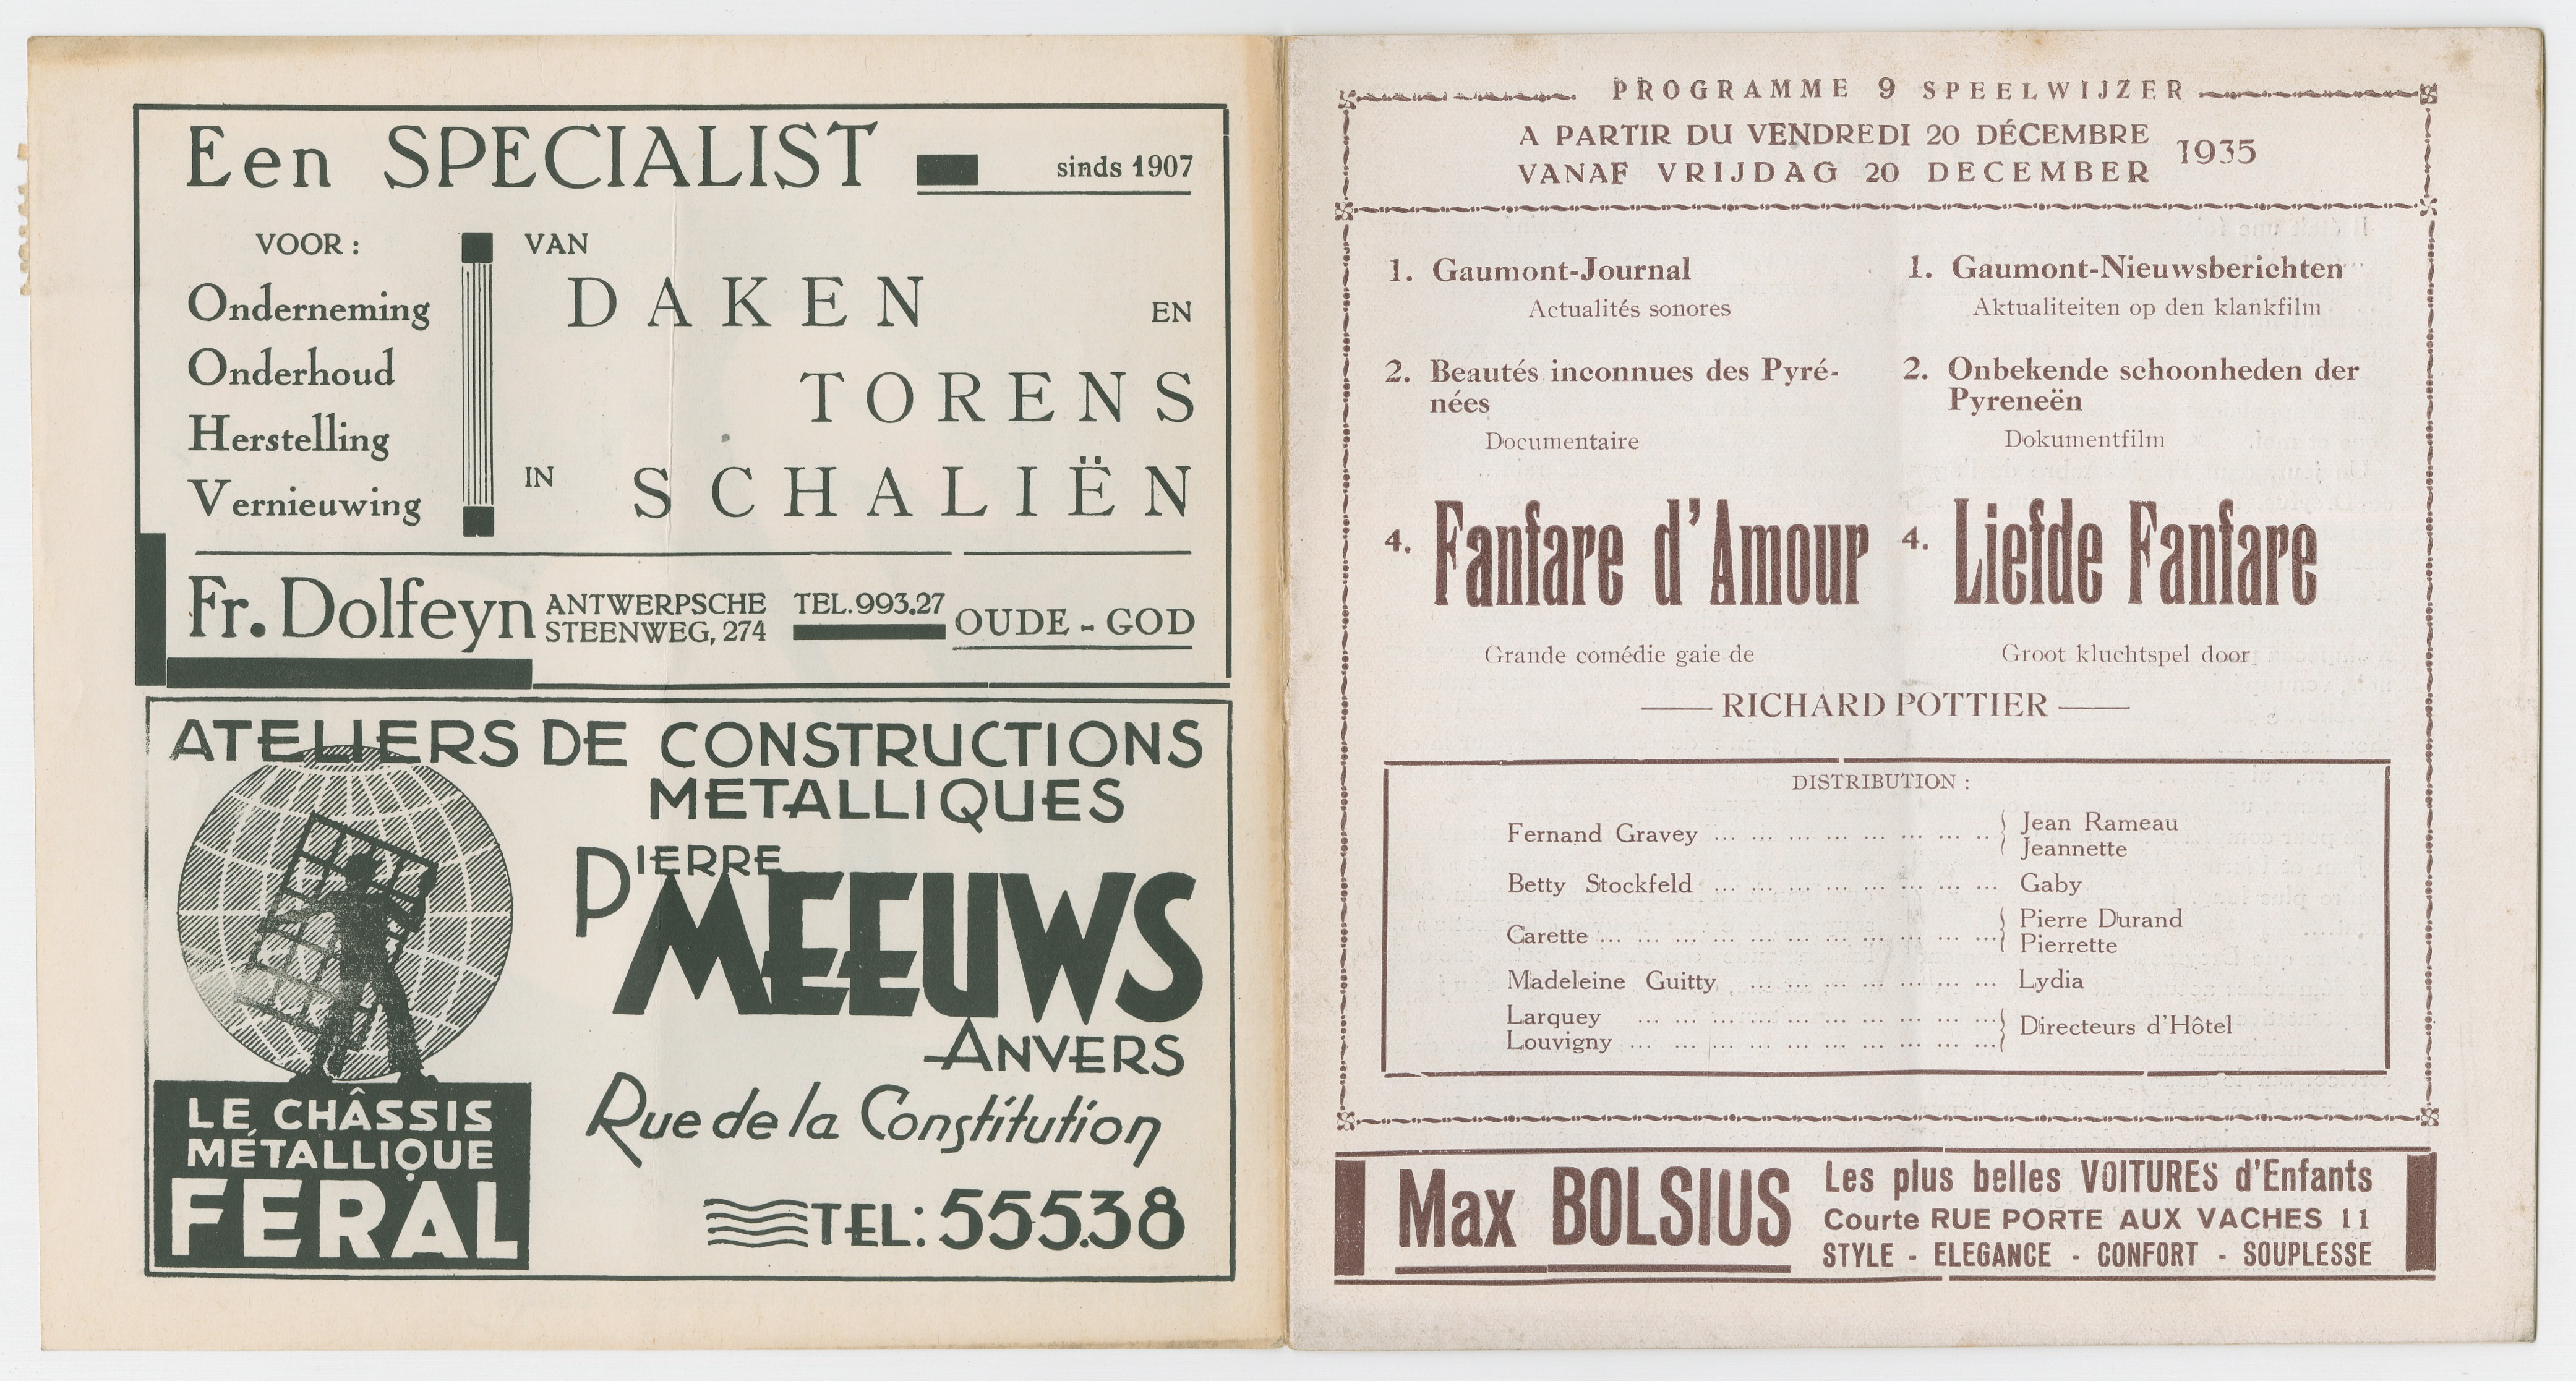 Een SPECIALIST
sinds 1907
VOOR :
Onderneming
Onderhoud
Herstelling
Vernieuwing
VAN
DAKEN
EN
TORENS
IN SCHALIËN
Fr. Dolfeyn
ANTWERPSCHE
STEENWEG, 274
TEL. 993.27
OUDE - GOD
ATELIERS DE CONSTRUCTIONS
METALLIQUES
PIERRE
MEEUWS
ANVERS
Rue de la Constitution
TEL: 555.38
LE CHÂSSIS
MÉTALLIQUE
FERAL
PROGRAMME 9 SPEELWIJZER
A PARTIR DU VENDREDI 20 DÉCEMBRE
VANAF VRIJDAG 20 DECEMBER
1935
1. Gaumont-Journal
Actualités sonores
2. Beautés inconnues des Pyré-
nées
Documentaire
4. Fanfare d'Amour
Grande comédie gaie de
1. Gaumont-Nieuwsberichten
Aktualiteiten op den klankfilm
2. Onbekende schoonheden der
Pyreneën
Dokumentfilm
4. Liefde Fanfare
Groot kluchtspel door
RICHARD POTTIER
DISTRIBUTION :
Fernand Gravey ... ... ... ... ... ... ... ... Jean Rameau
Jeannette
Betty Stockfeld ... ... ... ... ... ... ... ... Gaby
Carette ... ... ... ... ... ... ... ... ... ... ... Pierre Durand
Pierrette
Madeleine Guitty ... ... ... ... ... ... ... Lydia
Larquey ... ... ... ... ... ... ... ... ... ...
Louvigny ... ... ... ... ... ... ... ... ... ...
Directeurs d'Hôtel
Max BOLSIUS
Les plus belles VOITURES d'Enfants
Courte RUE PORTE AUX VACHES 11
STYLE - ELEGANCE - CONFORT - SOUPLESSE